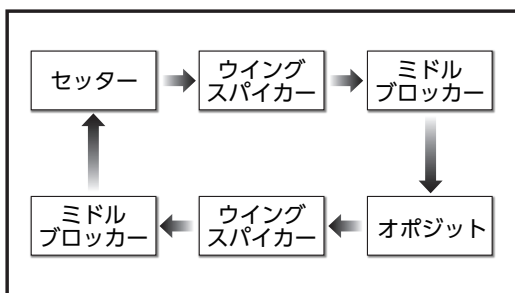 セッター
ウイング
スパイカー
ミドル
ブロッカー
ミドル
ブロッカー
ウイング
スパイカー
オポジット